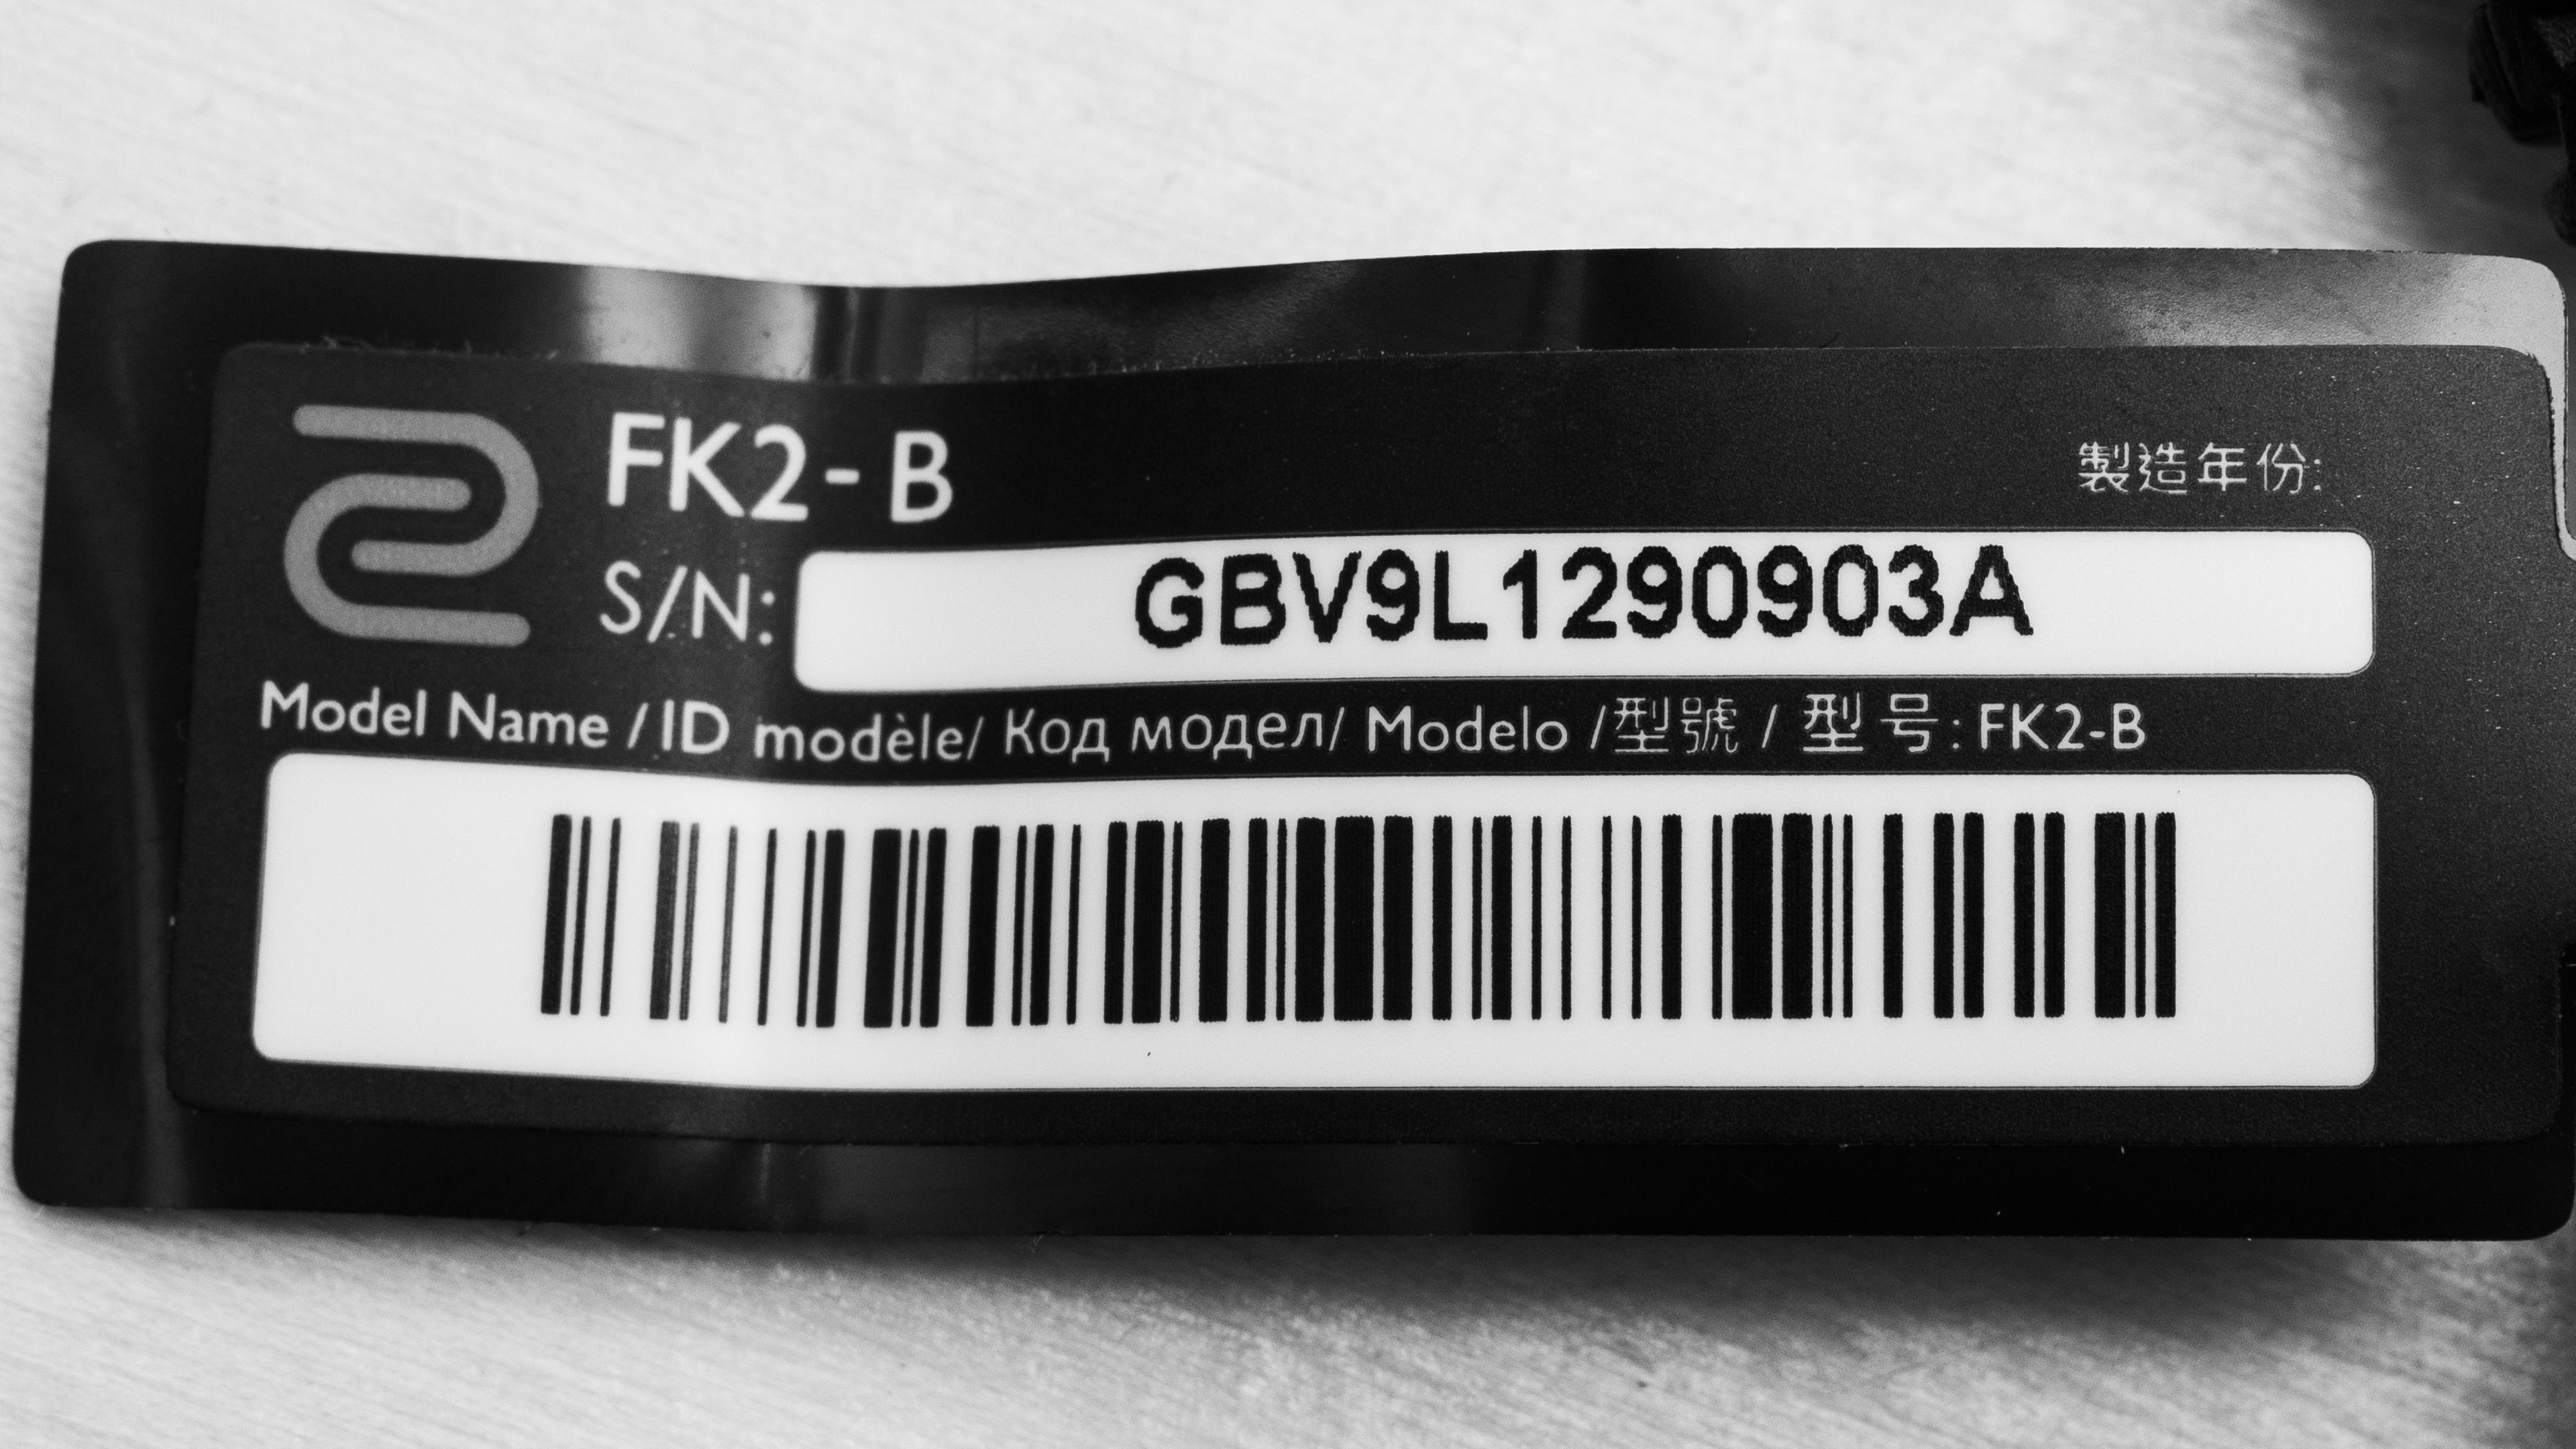 FK2-B
製造年份:
S/N: GBV9L1290903A
Model Name / ID modèle/ Код модел/ Modelo /型號 / 型号: FK2-B